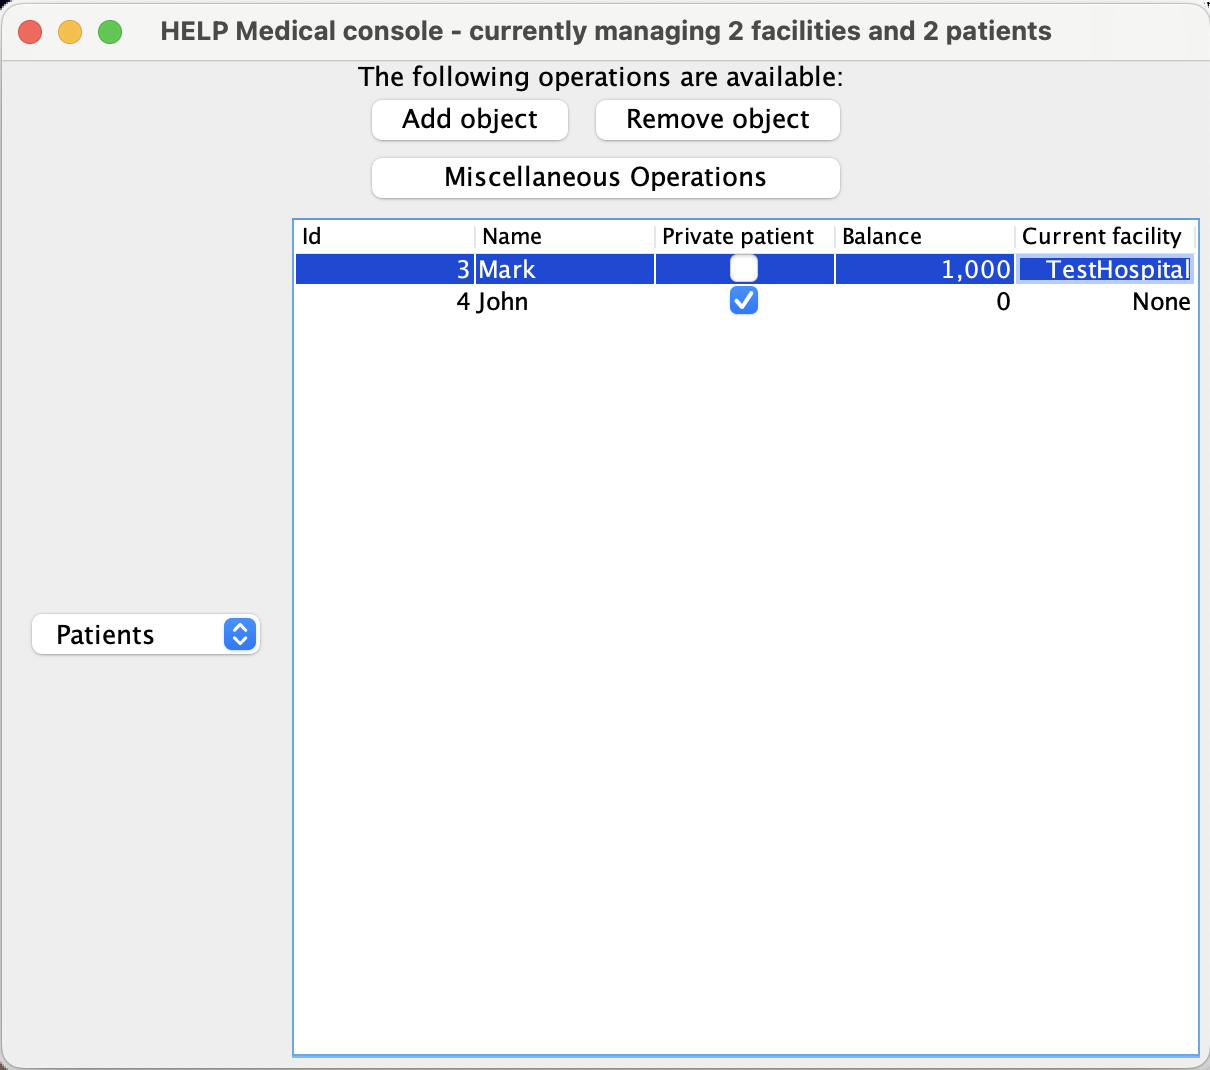 HELP Medical console - currently managing 2 facilities and 2 patients
The following operations are available:
Add object Remove object
Miscellaneous Operations
Id Name Private patient Balance Current facility
3 Mark 1,000 TestHospital
4 John 0 None
Patients